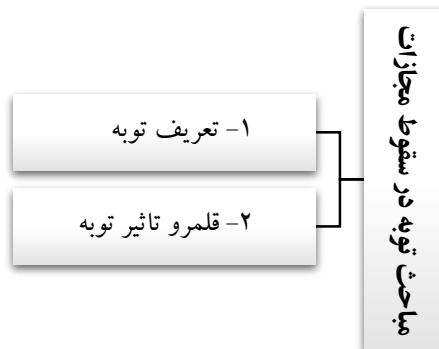 مباحث توبه در سقوط مجازات
۱- تعریف توبه
۲- قلمرو تاثیر توبه